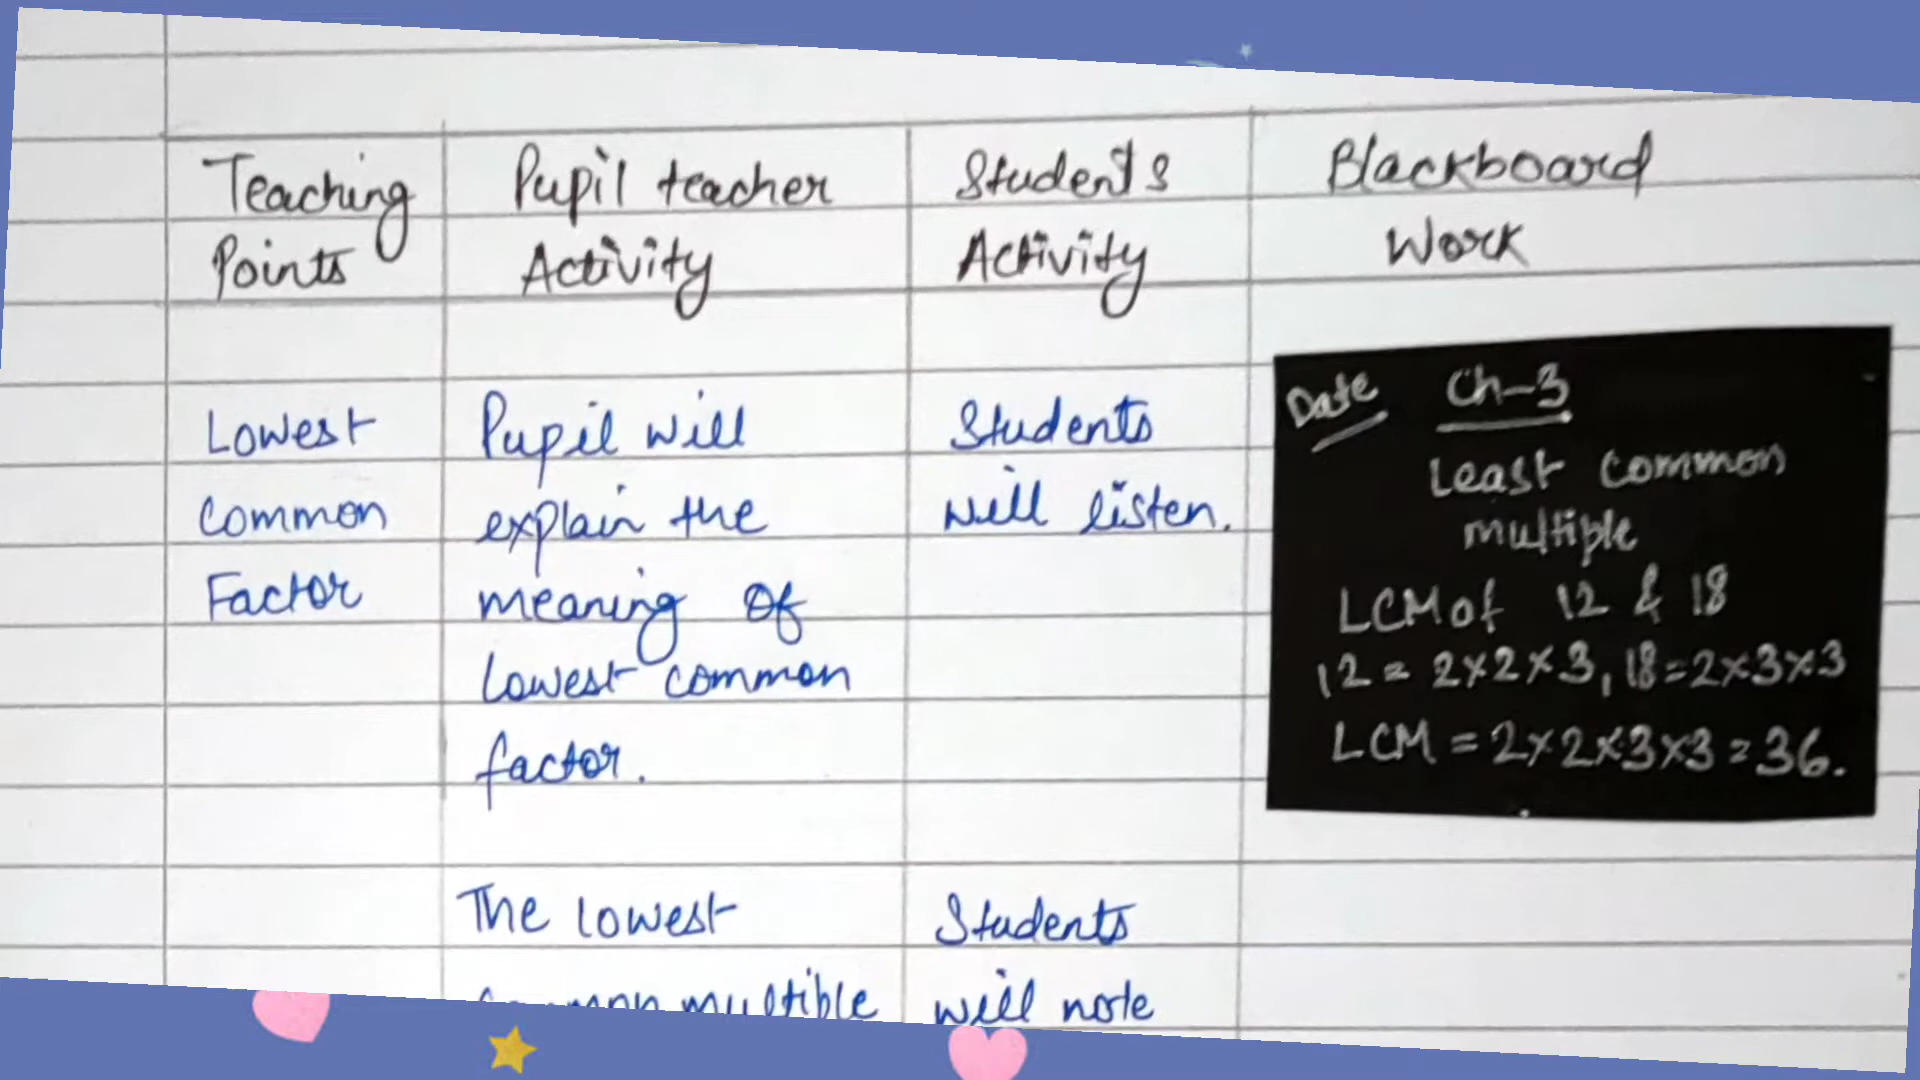 Teaching
Points
Pupil teacher
Activity
Students
Activity
Blackboard
Work
Lowest
Common
Factor
Pupil will
explain the
meaning of
lowest common
factor.
Students
will listen.
Date Ch-3
Least common
multiple
LCM of 12 & 18
12 = 2×2×3, 18=2×3×3
LCM = 2×2×3×3 = 36.
The lowest
common multible
Students
will note